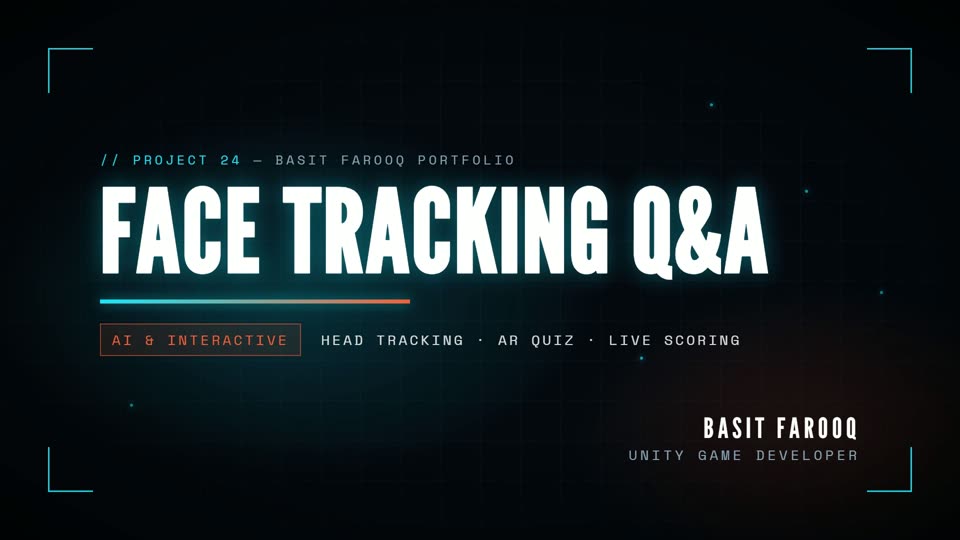 // PROJECT 24 — BASIT FAROOQ PORTFOLIO
FACE TRACKING Q&A
AI & INTERACTIVE
HEAD TRACKING · AR QUIZ · LIVE SCORING
BASIT FAROOQ
UNITY GAME DEVELOPER